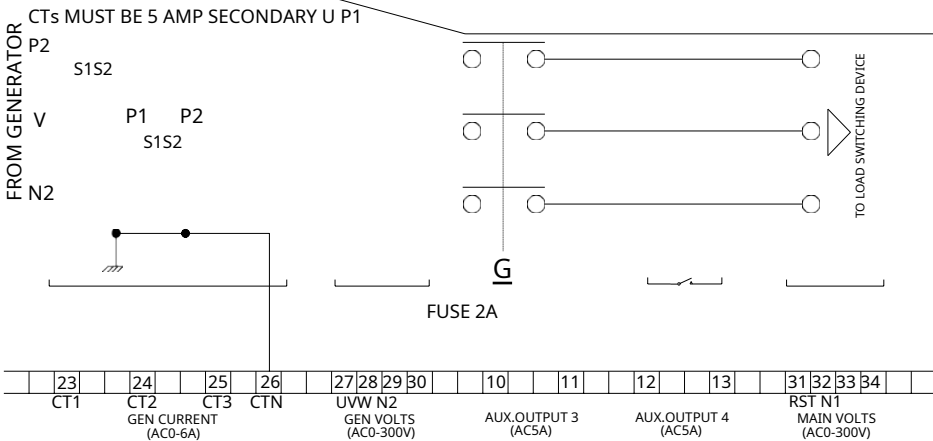 CTs MUST BE 5 AMP SECONDARY U P1
P2
S1S2
FROM GENERATOR
V
P1 P2
S1S2
N2
TO LOAD SWITCHING DEVICE
G
FUSE 2A
23 24 25 26 27 28 29 30 10 11 12 13 31 32 33 34
CT1 CT2 CT3 CTN UVW N2 RST N1
GEN CURRENT GEN VOLTS AUX.OUTPUT 3 AUX.OUTPUT 4 MAIN VOLTS
(AC0-6A) (AC0-300V) (AC5A) (AC5A) (AC0-300V)